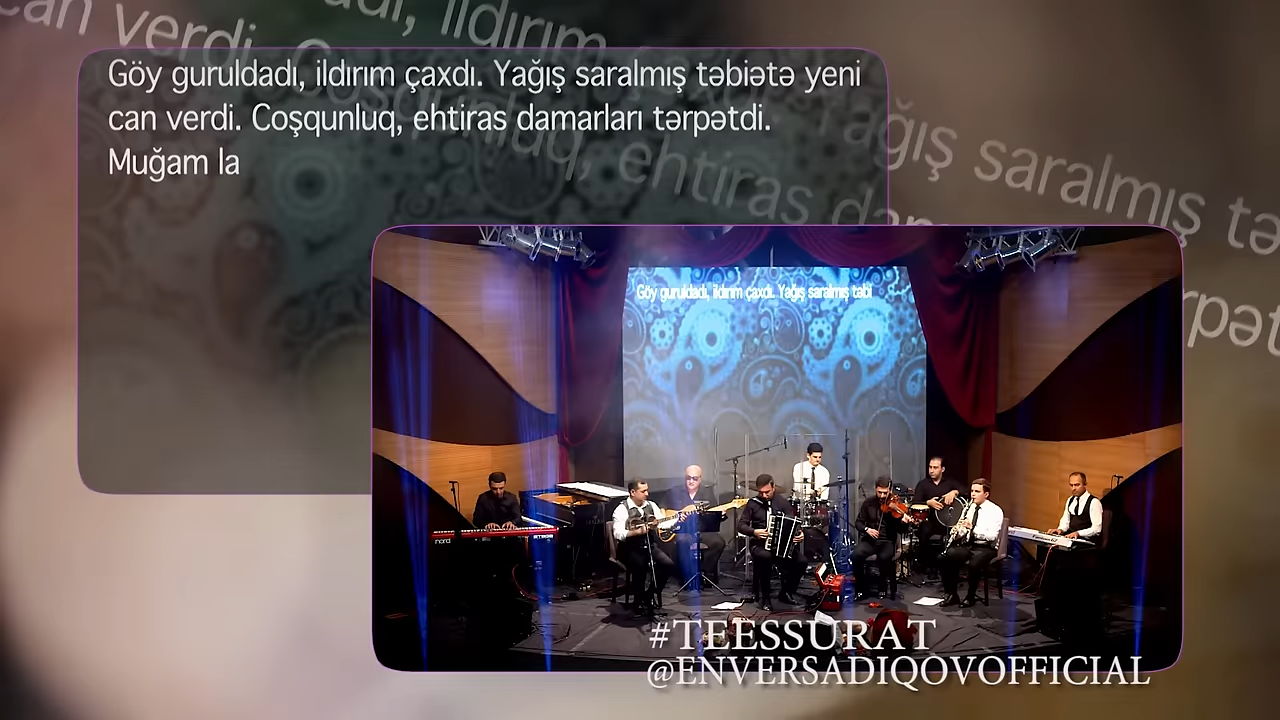 Göy guruldadı, ildırım çaxdı. Yağış saralmış təbiətə yeni
can verdi. Coşqunluq, ehtiras damarları tərpətdi.
Muğam la
Göy guruldadı, ildırım çaxdı. Yağış saralmış təbi
nord
#TEESSURAT
@ENVERSADIQOVOFFICIAL